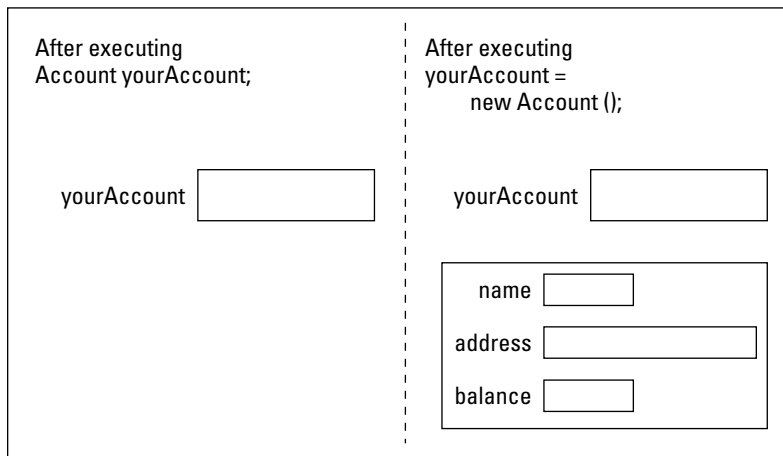 After executing
Account yourAccount;
yourAccount
After executing
yourAccount =
new Account ();
yourAccount
name
address
balance